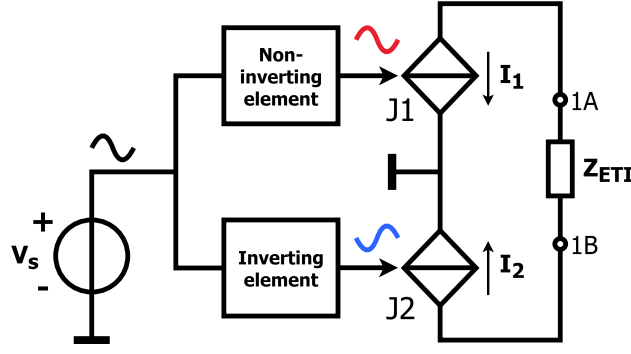 Non-
inverting
element
J1
I1
1A
ZETI
+
Vs
-
Inverting
element
J2
I2
1B